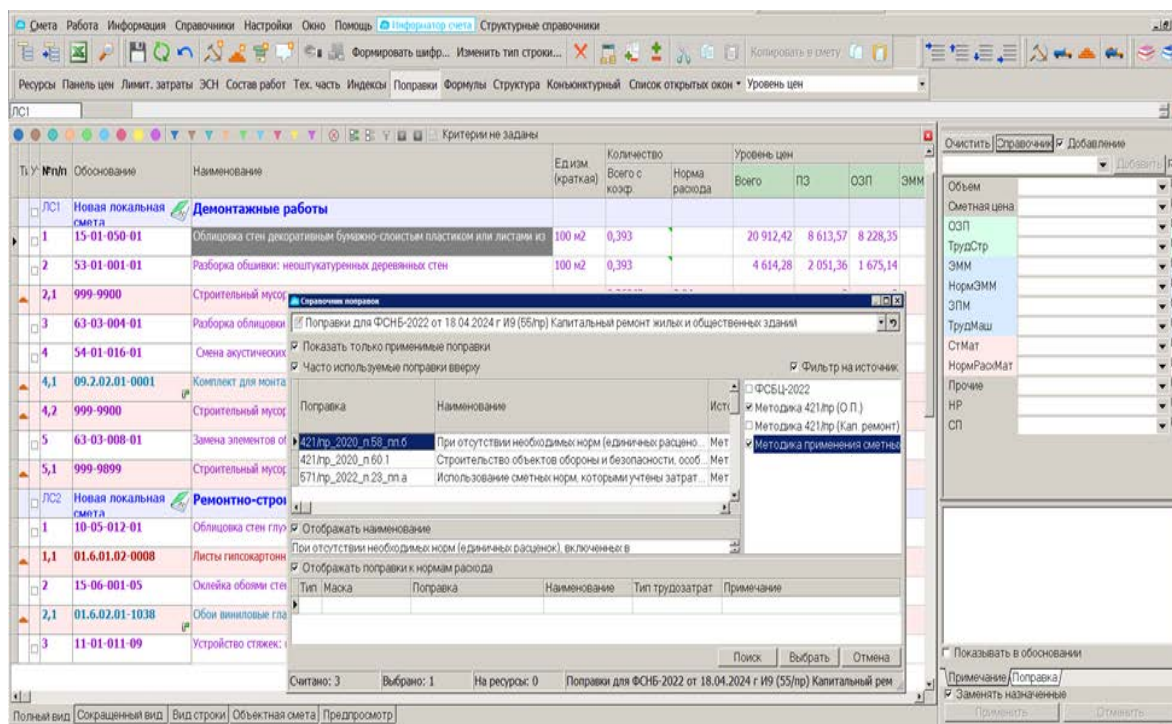 Смета Работа Информация Справочники Настройки Окно Помощь Информатор счета Структурные справочники
Формировать шифр... Изменить тип строки... Копировать в смету
Ресурсы Панель цен Лимит. затраты ЭСН Состав работ Тех. часть Индексы Поправки Формулы Структура Конъюнктурный Список открытых окон Уровень цен
ЛС1
Критерии не заданы
Очистить Справочник Добавление
Добавить
№п/п Обоснование Наименование Ед.изм. (краткая) Количество Уровень цен
Всего с коэф. Норма расхода Всего ПЗ ОЗП ЭММ
ЛС1 Новая локальная смета Демонтажные работы
1 15-01-050-01 Облицовка стен декоративным бумажно-слоистым пластиком или листами из 100 м2 0,393 20 912,42 8 613,57 8 228,35
2 53-01-001-01 Разборка обшивки: неоштукатуренных деревянных стен 100 м2 0,393 4 614,28 2 051,36 1 675,14
2,1 999-9900 Строительный мусор
3 63-03-004-01 Разборка облицовки
4 54-01-016-01 Смена акустических
4,1 09.2.02.01-0001 Комплект для монта
4,2 999-9900 Строительный мусор
5 63-03-008-01 Замена элементов об
5,1 999-9899 Строительный мусор
ЛС2 Новая локальная смета Ремонтно-строи
1 10-05-012-01 Облицовка стен глух
1,1 01.6.01.02-0008 Листы гипсокартонн
2 15-06-001-05 Оклейка обоями стен
2,1 01.6.02.01-1038 Обои виниловые гла
3 11-01-011-09 Устройство стяжек:
Справочник поправок
Поправки для ФСНБ-2022 от 18.04.2024 г И9 (55/пр) Капитальный ремонт жилых и общественных зданий
Показать только применимые поправки
Часто используемые поправки вверху Фильтр на источник
Поправка Наименование Исто
421/пр_2020_п.58_пп.б При отсутствии необходимых норм (единичных расцено... Мет
421/пр_2020_п.60.1 Строительство объектов обороны и безопасности, особ... Мет
571/пр_2022_п.23_пп.а Использование сметных норм, которыми учтены затрат... Мет
ФСБЦ-2022
Методика 421/пр (О.П.)
Методика 421/пр (Кап. ремонт)
Методика применения сметных
Отображать наименование
При отсутствии необходимых норм (единичных расценок), включенных в
Отображать поправки к нормам расхода
Тип Маска Поправка Наименование Тип трудозатрат Примечание
Поиск Выбрать Отмена
Считано: 3 Выбрано: 1 На ресурсы: 0 Поправки для ФСНБ-2022 от 18.04.2024 г И9 (55/пр) Капитальный рем
Объем
Сметная цена
ОЗП
ТрудСтр
ЭММ
НормЭММ
ЗПМ
ТрудМаш
СтМат
НормРасхМат
Прочие
НР
СП
Показывать в обосновании
Примечание Поправка
Заменять назначенные
Применить Отменить
Полный вид Сокращенный вид Вид строки Объектная смета Предпросмотр